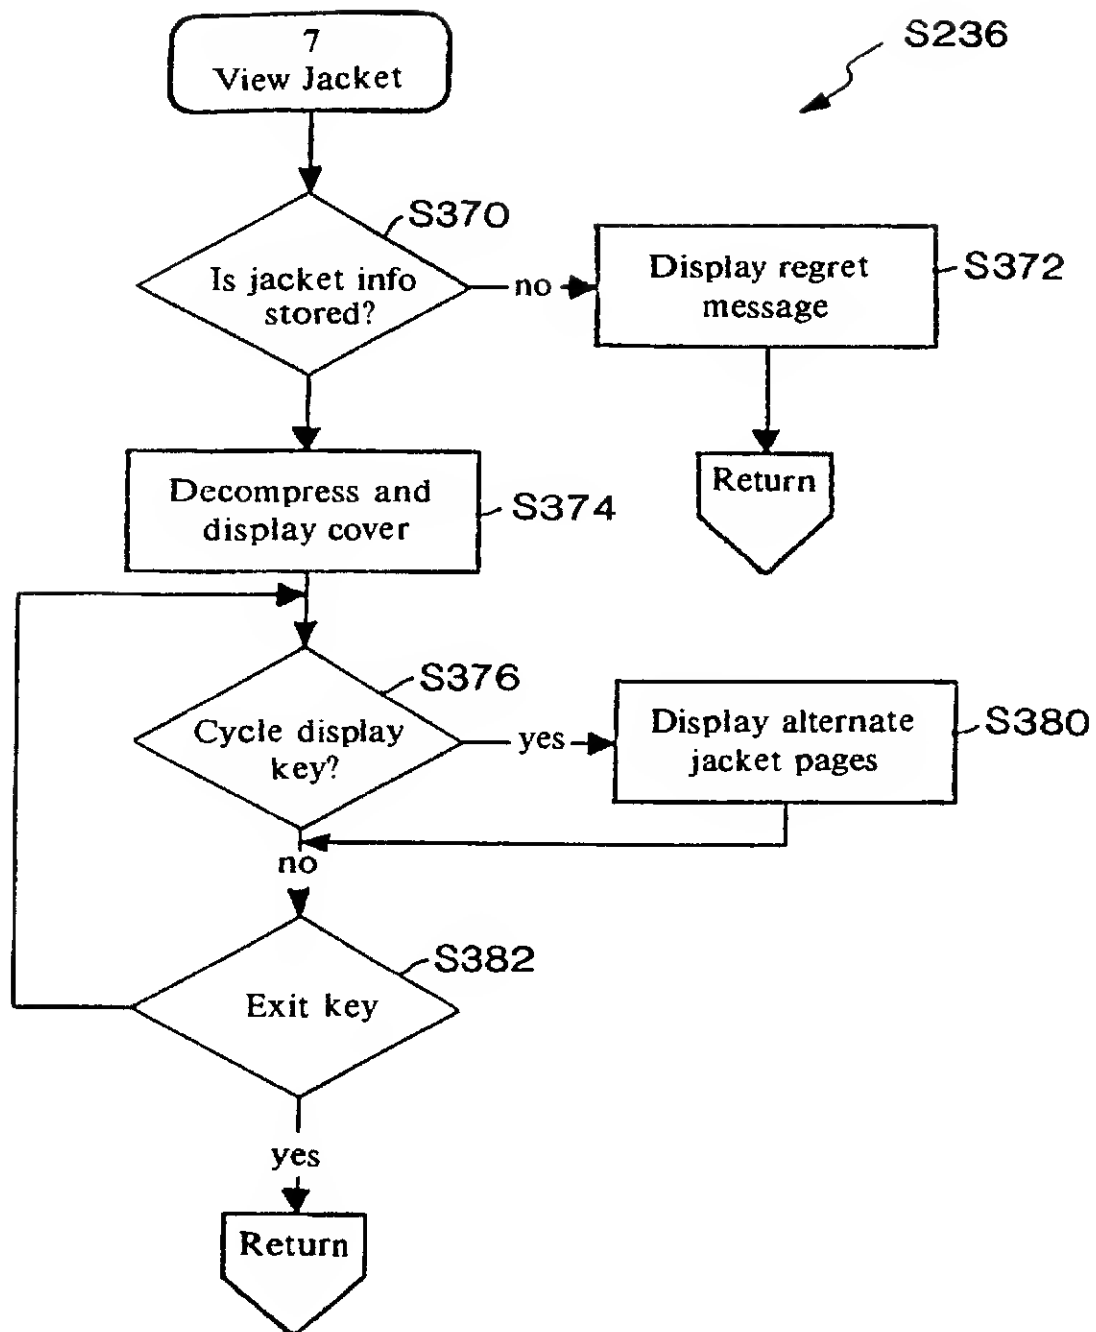 7
View Jacket
S236
S370
Is jacket info
stored?
no
Display regret
message
S372
Return
Decompress and
display cover
S374
S376
Cycle display
key?
yes
Display alternate
jacket pages
S380
no
S382
Exit key
yes
Return